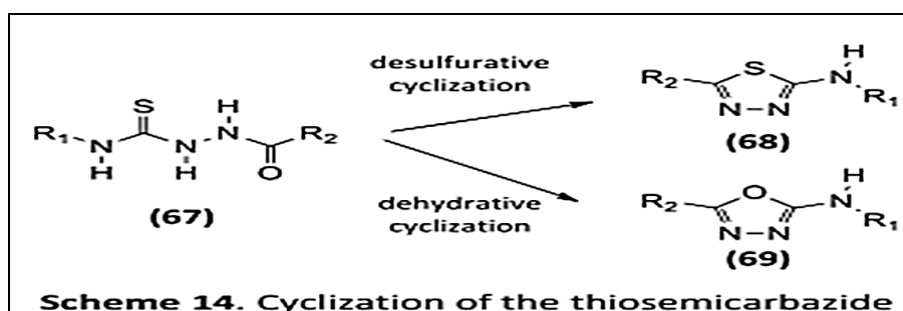 desulfurative
cyclization
R1 N H S N H H N O R2
(67)
R2 S N N H N R1
(68)
dehydrative
cyclization
R2 O N N H N R1
(69)
Scheme 14. Cyclization of the thiosemicarbazide